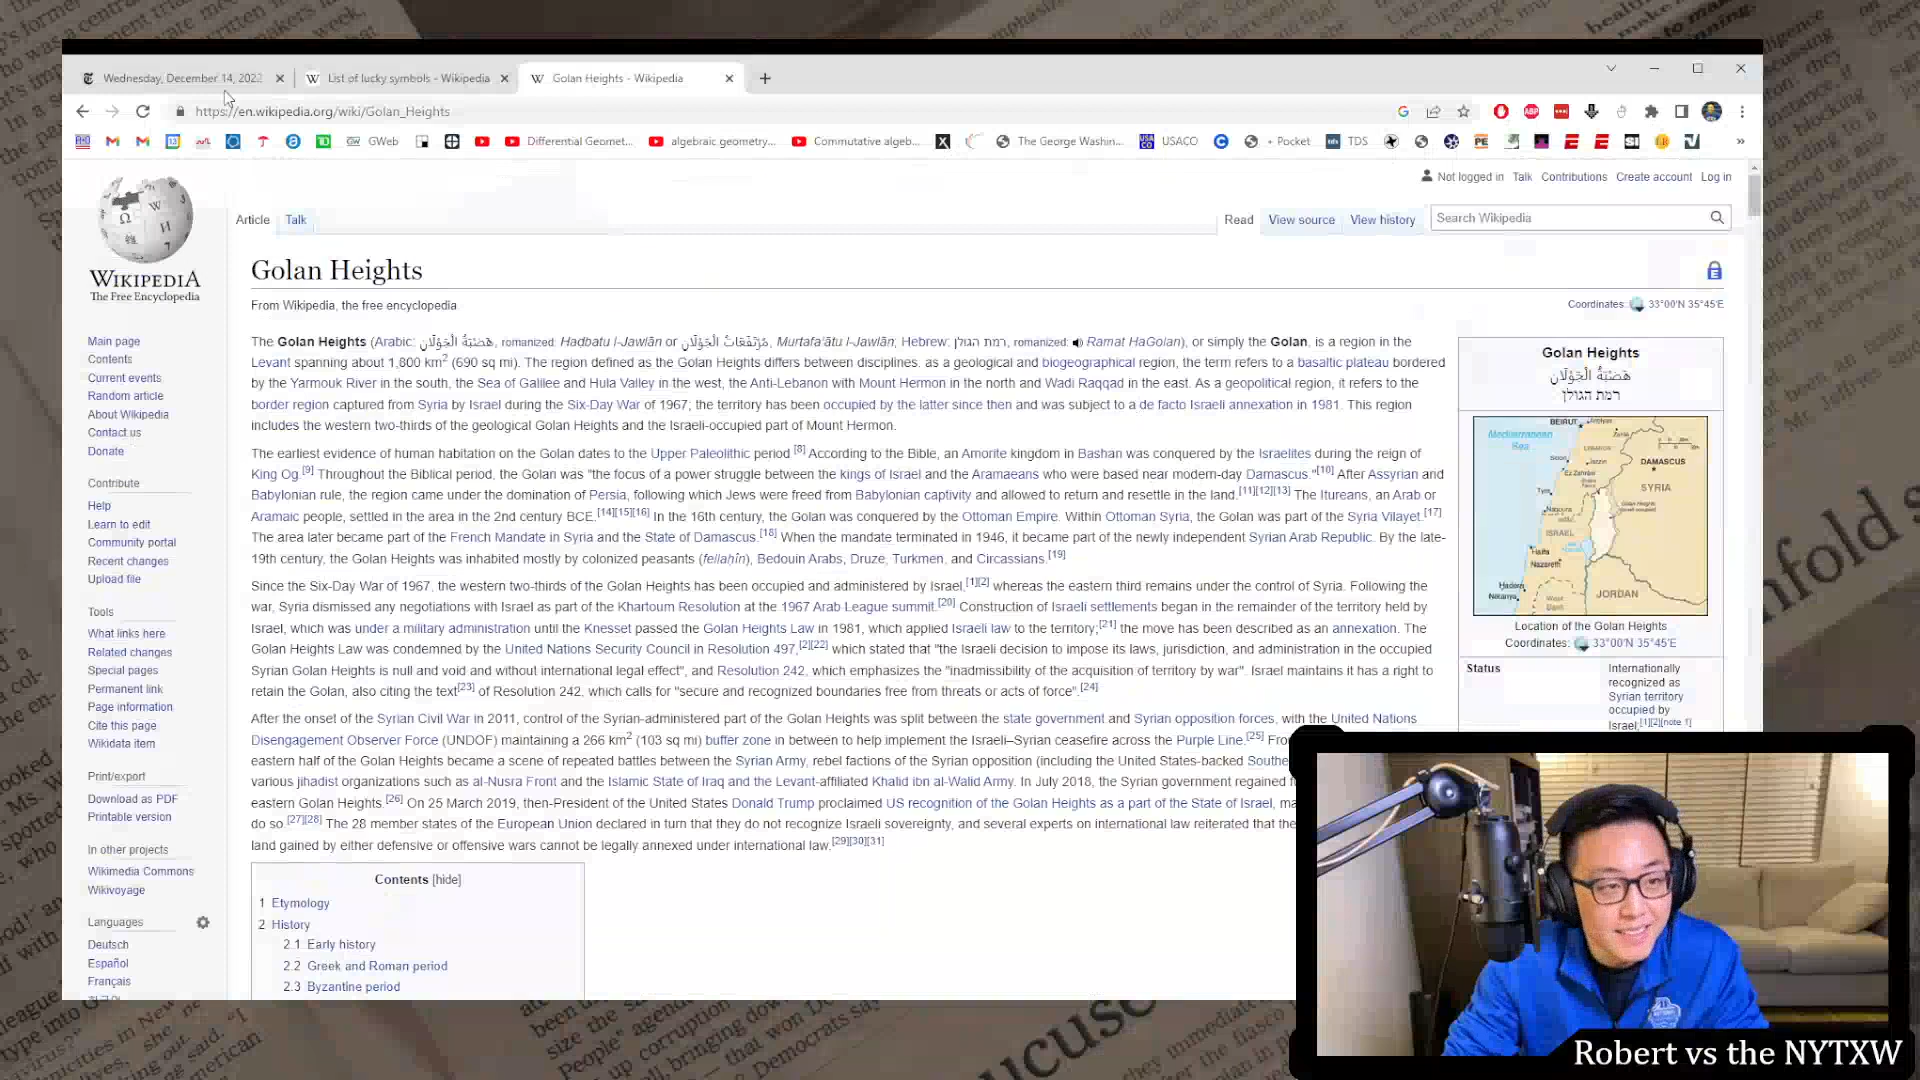 Wednesday, December 14, 2022
List of lucky symbols - Wikipedia
Golan Heights - Wikipedia
https://en.wikipedia.org/wiki/Golan_Heights
GWeb
Differential Geomet...
algebraic geometry...
Commutative algeb...
The George Washin...
USACO
+ Pocket
TDS
Not logged in Talk Contributions Create account Log in
Article Talk
Read View source View history Search Wikipedia
WIKIPEDIA
The Free Encyclopedia
Golan Heights
From Wikipedia, the free encyclopedia
Coordinates: 33°00′N 35°45′E
Main page
Contents
Current events
Random article
About Wikipedia
Contact us
Donate
Contribute
Help
Learn to edit
Community portal
Recent changes
Upload file
Tools
What links here
Related changes
Special pages
Permanent link
Page information
Cite this page
Wikidata item
Print/export
Download as PDF
Printable version
In other projects
Wikimedia Commons
Wikivoyage
Languages
Deutsch
Español
Français
The Golan Heights (Arabic: هَضْبَةُ الْجَوْلَانِ, romanized: Haḍbatu l-Jawlān or مُرْتَفَعَاتُ الْجَوْلَانِ, Murtafaʻātu l-Jawlān; Hebrew: רמת הגולן, romanized: Ramat HaGolan), or simply the Golan, is a region in the
Levant spanning about 1,800 km2 (690 sq mi). The region defined as the Golan Heights differs between disciplines. as a geological and biogeographical region, the term refers to a basaltic plateau bordered
by the Yarmouk River in the south, the Sea of Galilee and Hula Valley in the west, the Anti-Lebanon with Mount Hermon in the north and Wadi Raqqad in the east. As a geopolitical region, it refers to the
border region captured from Syria by Israel during the Six-Day War of 1967; the territory has been occupied by the latter since then and was subject to a de facto Israeli annexation in 1981. This region
includes the western two-thirds of the geological Golan Heights and the Israeli-occupied part of Mount Hermon.
The earliest evidence of human habitation on the Golan dates to the Upper Paleolithic period.[8] According to the Bible, an Amorite kingdom in Bashan was conquered by the Israelites during the reign of
King Og.[9] Throughout the Biblical period, the Golan was "the focus of a power struggle between the kings of Israel and the Aramaeans who were based near modern-day Damascus."[10] After Assyrian and
Babylonian rule, the region came under the domination of Persia, following which Jews were freed from Babylonian captivity and allowed to return and resettle in the land.[11][12][13] The Itureans, an Arab or
Aramaic people, settled in the area in the 2nd century BCE.[14][15][16] In the 16th century, the Golan was conquered by the Ottoman Empire. Within Ottoman Syria, the Golan was part of the Syria Vilayet.[17]
The area later became part of the French Mandate in Syria and the State of Damascus.[18] When the mandate terminated in 1946, it became part of the newly independent Syrian Arab Republic. By the late-
19th century, the Golan Heights was inhabited mostly by colonized peasants (fellaḥîn), Bedouin Arabs, Druze, Turkmen, and Circassians.[19]
Since the Six-Day War of 1967, the western two-thirds of the Golan Heights has been occupied and administered by Israel,[1][2] whereas the eastern third remains under the control of Syria. Following the
war, Syria dismissed any negotiations with Israel as part of the Khartoum Resolution at the 1967 Arab League summit.[20] Construction of Israeli settlements began in the remainder of the territory held by
Israel, which was under a military administration until the Knesset passed the Golan Heights Law in 1981, which applied Israeli law to the territory;[21] the move has been described as an annexation. The
Golan Heights Law was condemned by the United Nations Security Council in Resolution 497,[2][22] which stated that "the Israeli decision to impose its laws, jurisdiction, and administration in the occupied
Syrian Golan Heights is null and void and without international legal effect", and Resolution 242, which emphasizes the "inadmissibility of the acquisition of territory by war". Israel maintains it has a right to
retain the Golan, also citing the text[23] of Resolution 242, which calls for "secure and recognized boundaries free from threats or acts of force".[24]
After the onset of the Syrian Civil War in 2011, control of the Syrian-administered part of the Golan Heights was split between the state government and Syrian opposition forces, with the United Nations
Disengagement Observer Force (UNDOF) maintaining a 266 km2 (103 sq mi) buffer zone in between to help implement the Israeli–Syrian ceasefire across the Purple Line.[25] Fro
eastern half of the Golan Heights became a scene of repeated battles between the Syrian Army, rebel factions of the Syrian opposition (including the United States-backed Southe
various jihadist organizations such as al-Nusra Front and the Islamic State of Iraq and the Levant-affiliated Khalid ibn al-Walid Army. In July 2018, the Syrian government regained f
eastern Golan Heights.[26] On 25 March 2019, then-President of the United States Donald Trump proclaimed US recognition of the Golan Heights as a part of the State of Israel, ma
do so.[27][28] The 28 member states of the European Union declared in turn that they do not recognize Israeli sovereignty, and several experts on international law reiterated that the
land gained by either defensive or offensive wars cannot be legally annexed under international law.[29][30][31]
Contents [hide]
1 Etymology
2 History
2.1 Early history
2.2 Greek and Roman period
2.3 Byzantine period
Golan Heights
هَضْبَةُ الْجَوْلَانِ
רמת הגולן
BEIRUT
Mediterranean
Sea
LEBANON
DAMASCUS
SYRIA
ISRAEL
Haifa
Nazareth
Hadera
Netanya
West
Bank
JORDAN
Location of the Golan Heights
Coordinates: 33°00′N 35°45′E
Status
Internationally
recognized as
Syrian territory
occupied by
Israel;[1][2][note 1]
Robert vs the NYTXW